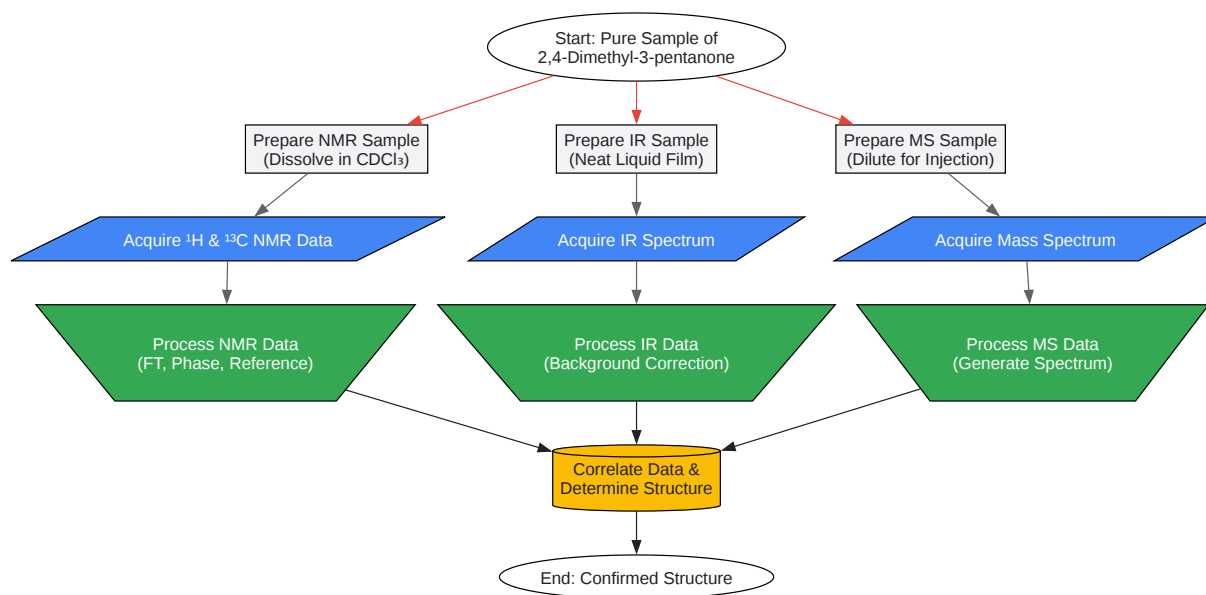 Start: Pure Sample of
2,4-Dimethyl-3-pentanone
Prepare NMR Sample
(Dissolve in CDCl₃)
Prepare IR Sample
(Neat Liquid Film)
Prepare MS Sample
(Dilute for Injection)
Acquire ¹H & ¹³C NMR Data
Acquire IR Spectrum
Acquire Mass Spectrum
Process NMR Data
(FT, Phase, Reference)
Process IR Data
(Background Correction)
Process MS Data
(Generate Spectrum)
Correlate Data &
Determine Structure
End: Confirmed Structure